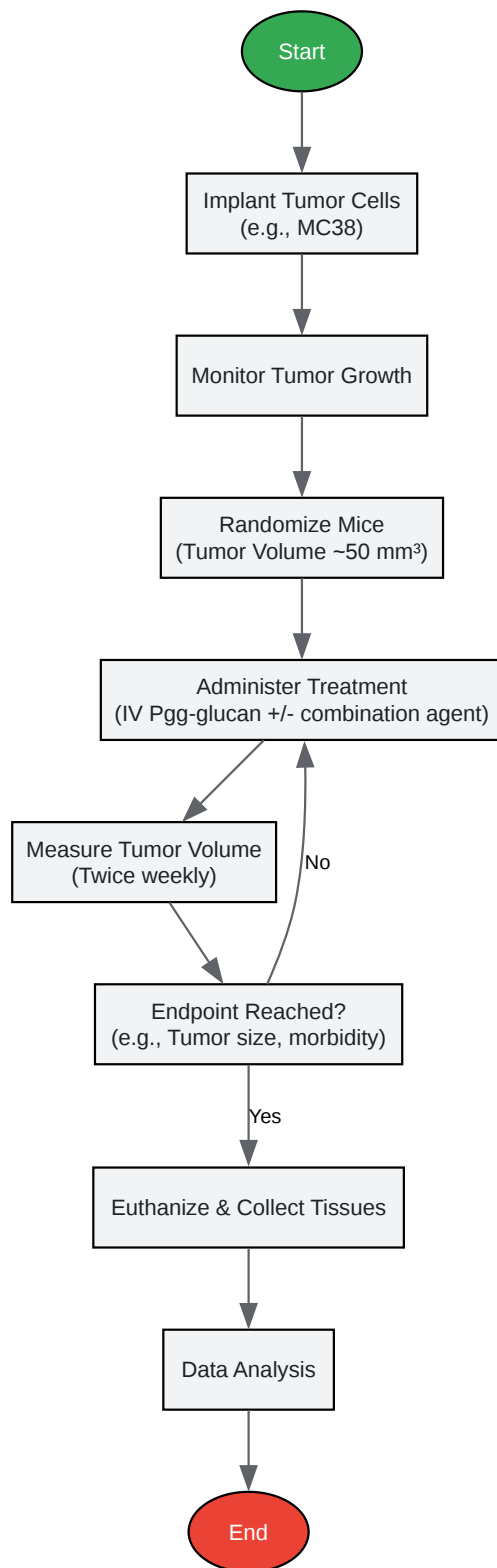 Start
Implant Tumor Cells
(e.g., MC38)
Monitor Tumor Growth
Randomize Mice
(Tumor Volume ~50 mm³)
Administer Treatment
(IV Pgg-glucan +/- combination agent)
Measure Tumor Volume
(Twice weekly)
No
Endpoint Reached?
(e.g., Tumor size, morbidity)
Yes
Euthanize & Collect Tissues
Data Analysis
End